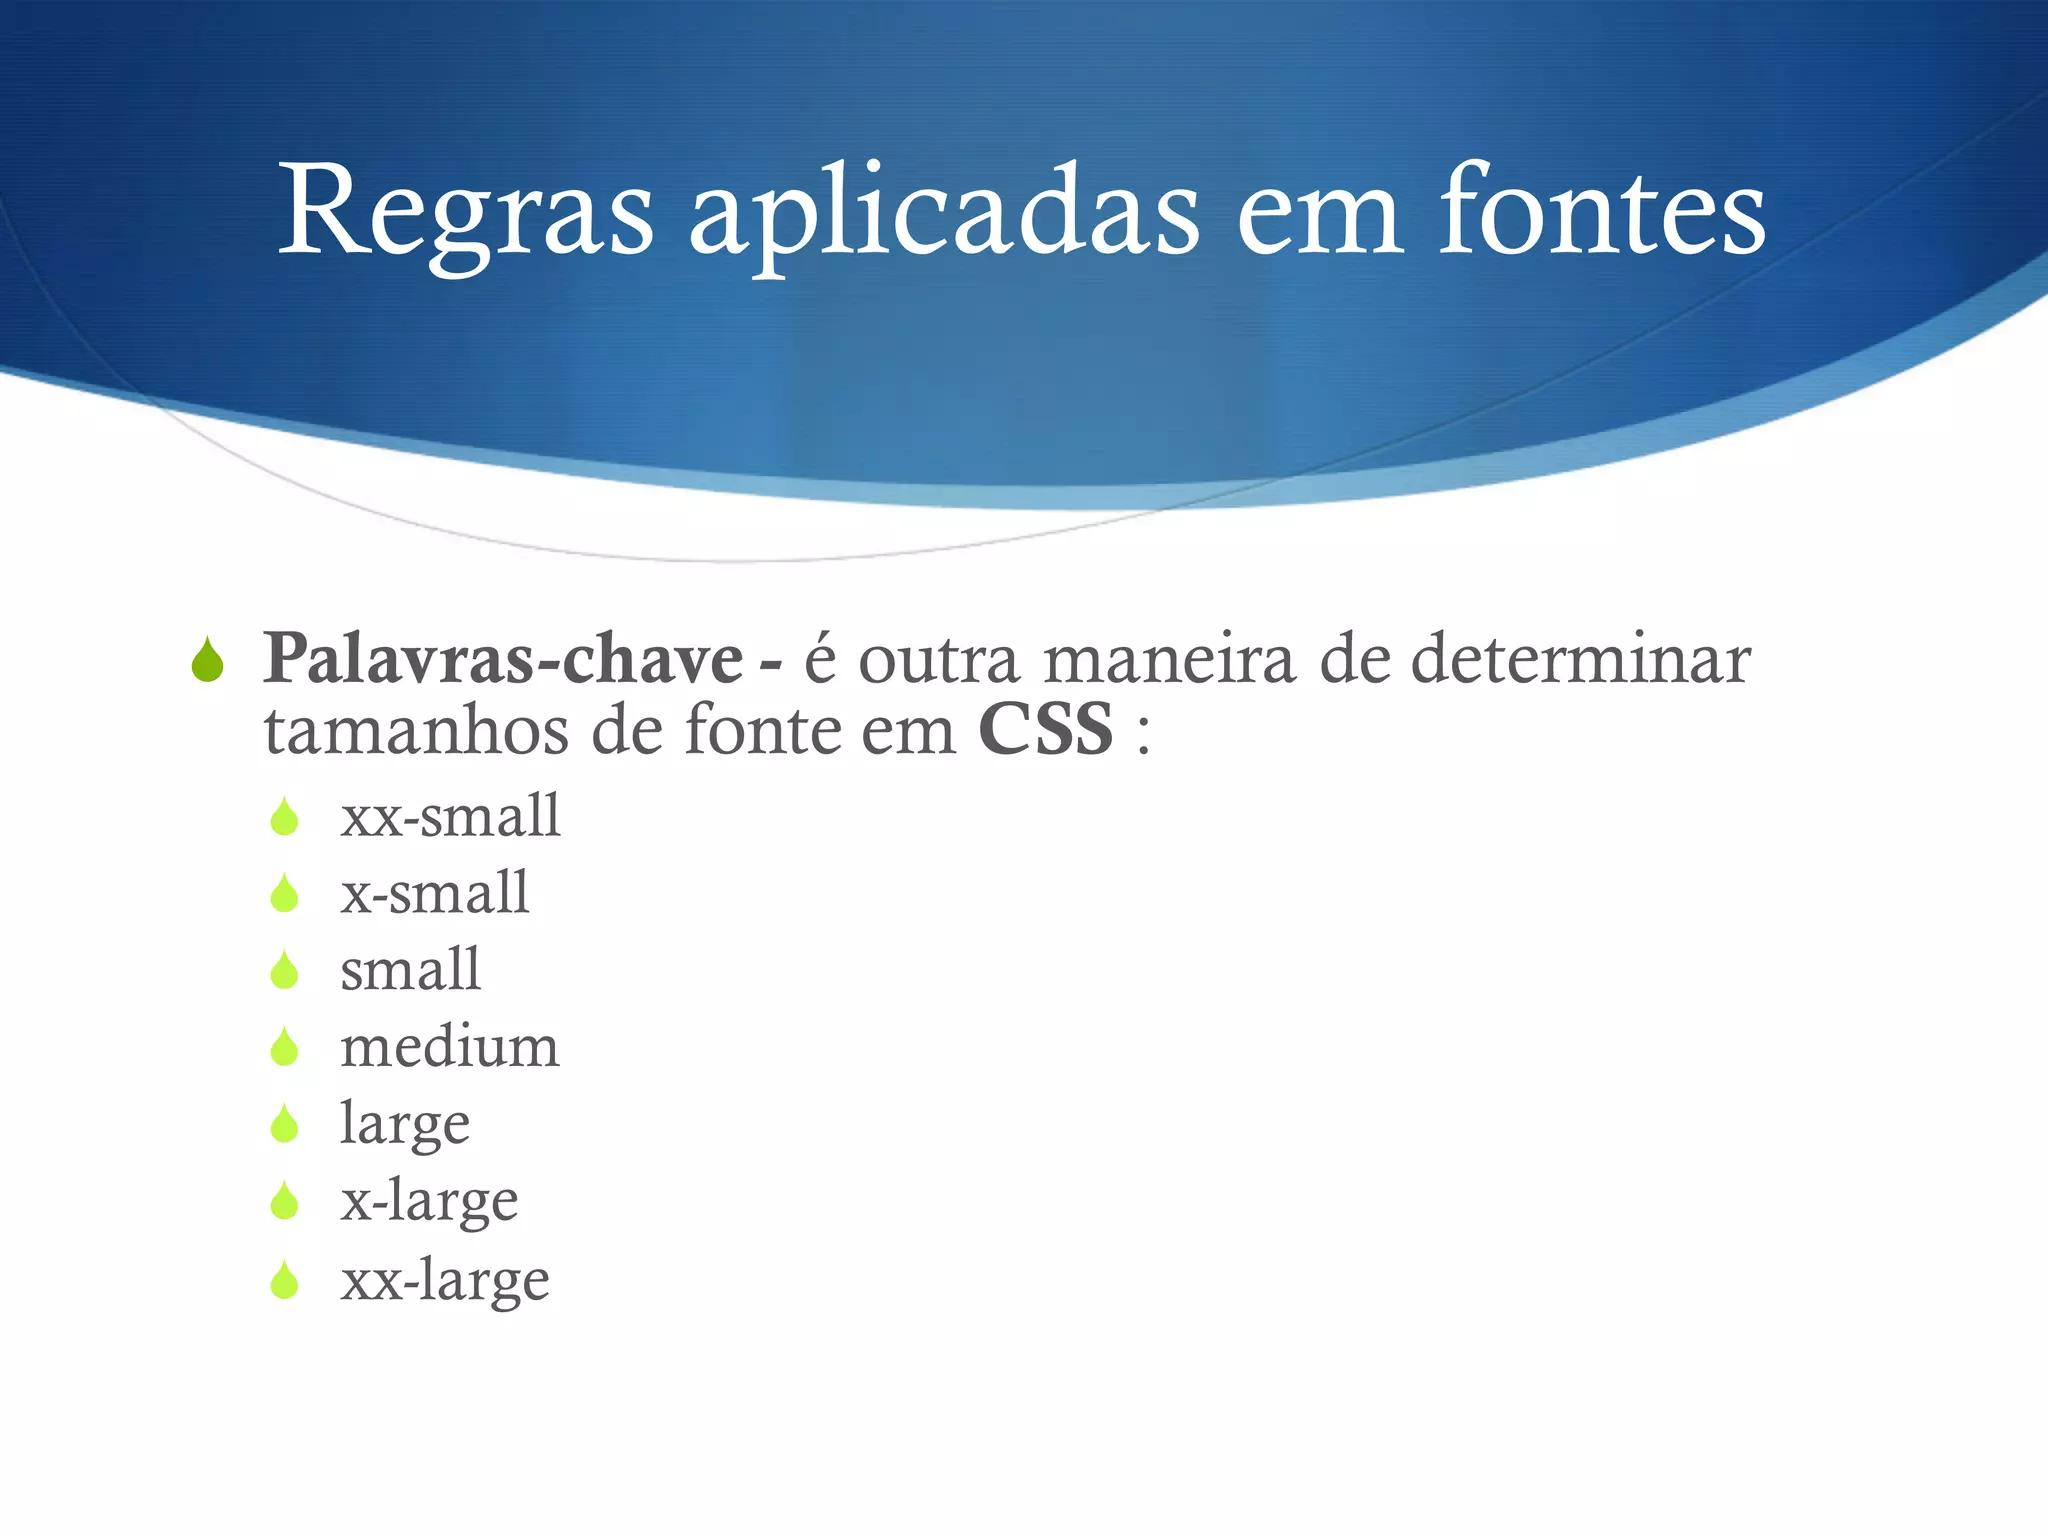 Regras aplicadas em fontes
Palavras-chave - é outra maneira de determinar
tamanhos de fonte em CSS :
xx-small
x-small
small
medium
large
x-large
xx-large